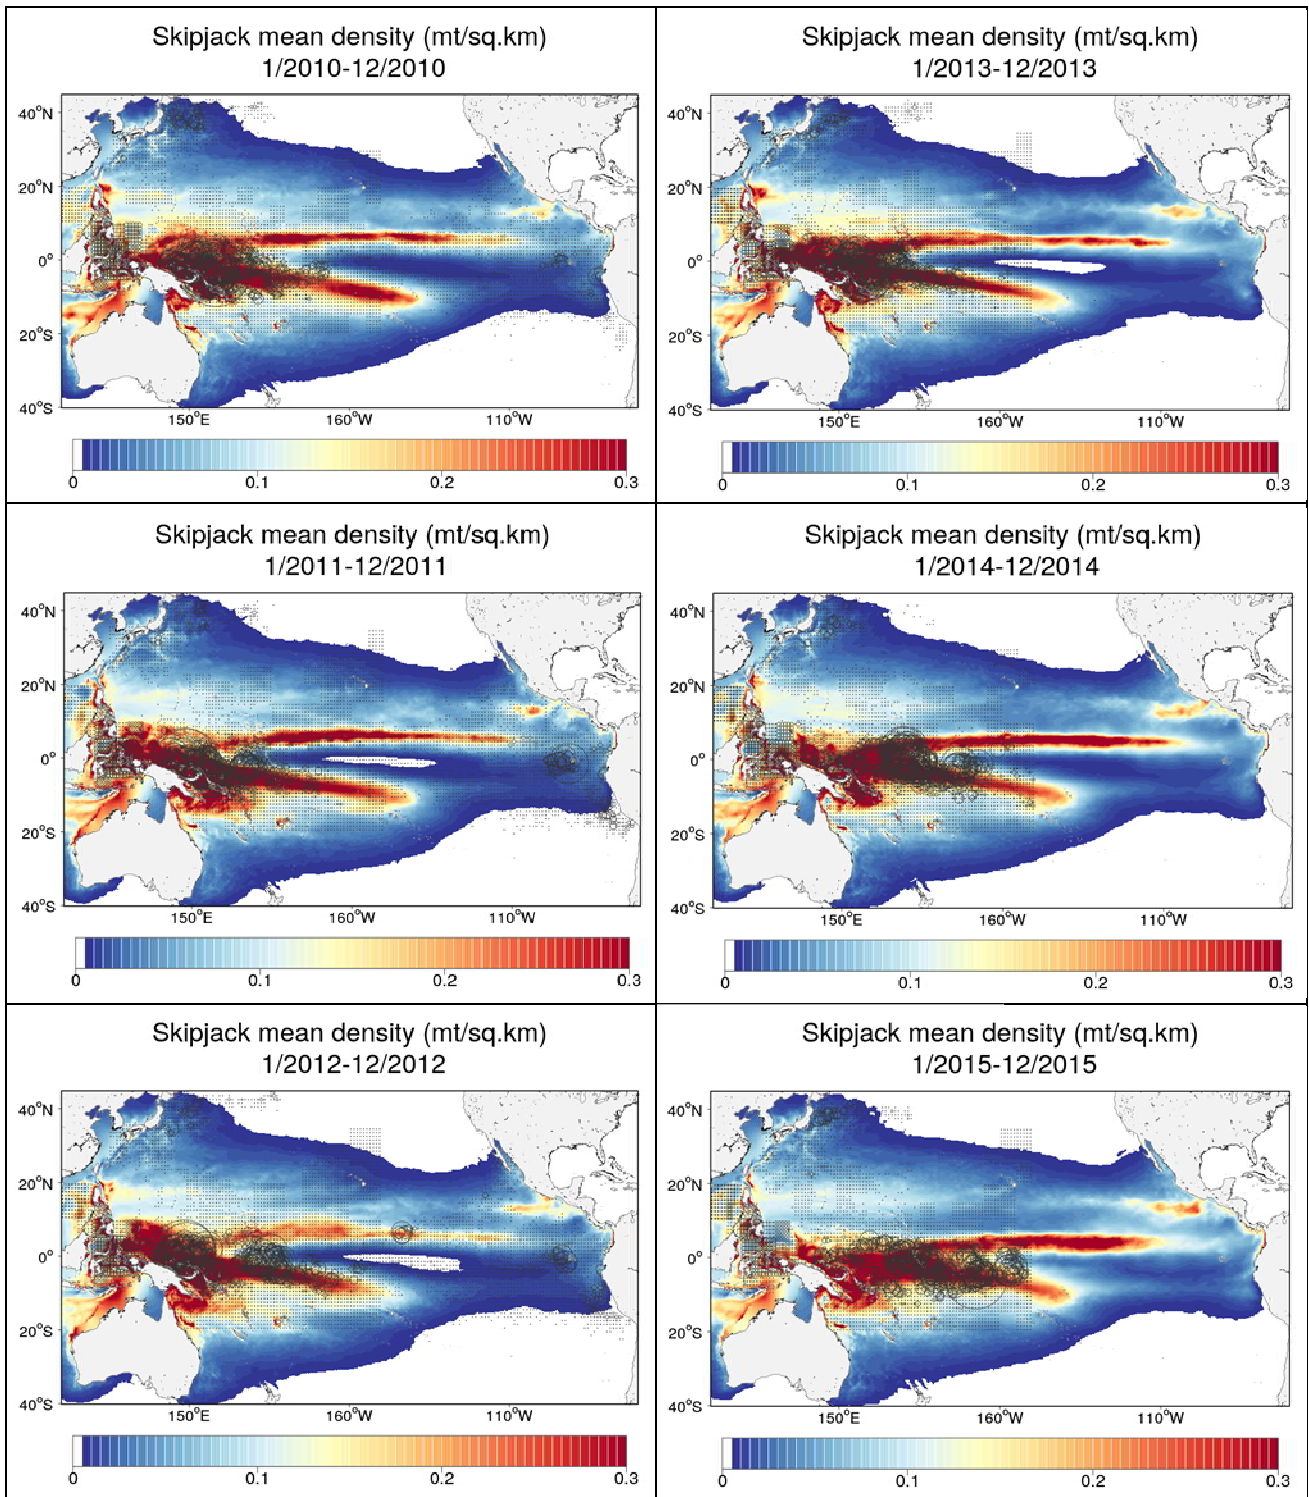 Skipjack mean density (mt/sq.km)
1/2010-12/2010
40°N
20°N
0°
20°S
40°S
150°E 160°W 110°W
0 0.1 0.2 0.3
Skipjack mean density (mt/sq.km)
1/2013-12/2013
40°N
20°N
0°
20°S
40°S
150°E 160°W 110°W
0 0.1 0.2 0.3
Skipjack mean density (mt/sq.km)
1/2011-12/2011
40°N
20°N
0°
20°S
40°S
150°E 160°W 110°W
0 0.1 0.2 0.3
Skipjack mean density (mt/sq.km)
1/2014-12/2014
40°N
20°N
0°
20°S
40°S
150°E 160°W 110°W
0 0.1 0.2 0.3
Skipjack mean density (mt/sq.km)
1/2012-12/2012
40°N
20°N
0°
20°S
40°S
150°E 160°W 110°W
0 0.1 0.2 0.3
Skipjack mean density (mt/sq.km)
1/2015-12/2015
40°N
20°N
0°
20°S
40°S
150°E 160°W 110°W
0 0.1 0.2 0.3